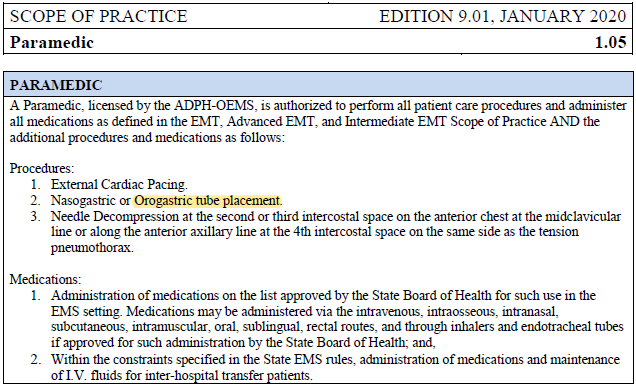 SCOPE OF PRACTICE EDITION 9.01, JANUARY 2020
Paramedic 1.05
PARAMEDIC
A Paramedic, licensed by the ADPH-OEMS, is authorized to perform all patient care procedures and administer
all medications as defined in the EMT, Advanced EMT, and Intermediate EMT Scope of Practice AND the
additional procedures and medications as follows:
Procedures:
1. External Cardiac Pacing.
2. Nasogastric or Orogastric tube placement.
3. Needle Decompression at the second or third intercostal space on the anterior chest at the midclavicular
line or along the anterior axillary line at the 4th intercostal space on the same side as the tension
pneumothorax.
Medications:
1. Administration of medications on the list approved by the State Board of Health for such use in the
EMS setting. Medications may be administered via the intravenous, intraosseous, intranasal,
subcutaneous, intramuscular, oral, sublingual, rectal routes, and through inhalers and endotracheal tubes
if approved for such administration by the State Board of Health; and,
2. Within the constraints specified in the State EMS rules, administration of medications and maintenance
of I.V. fluids for inter-hospital transfer patients.